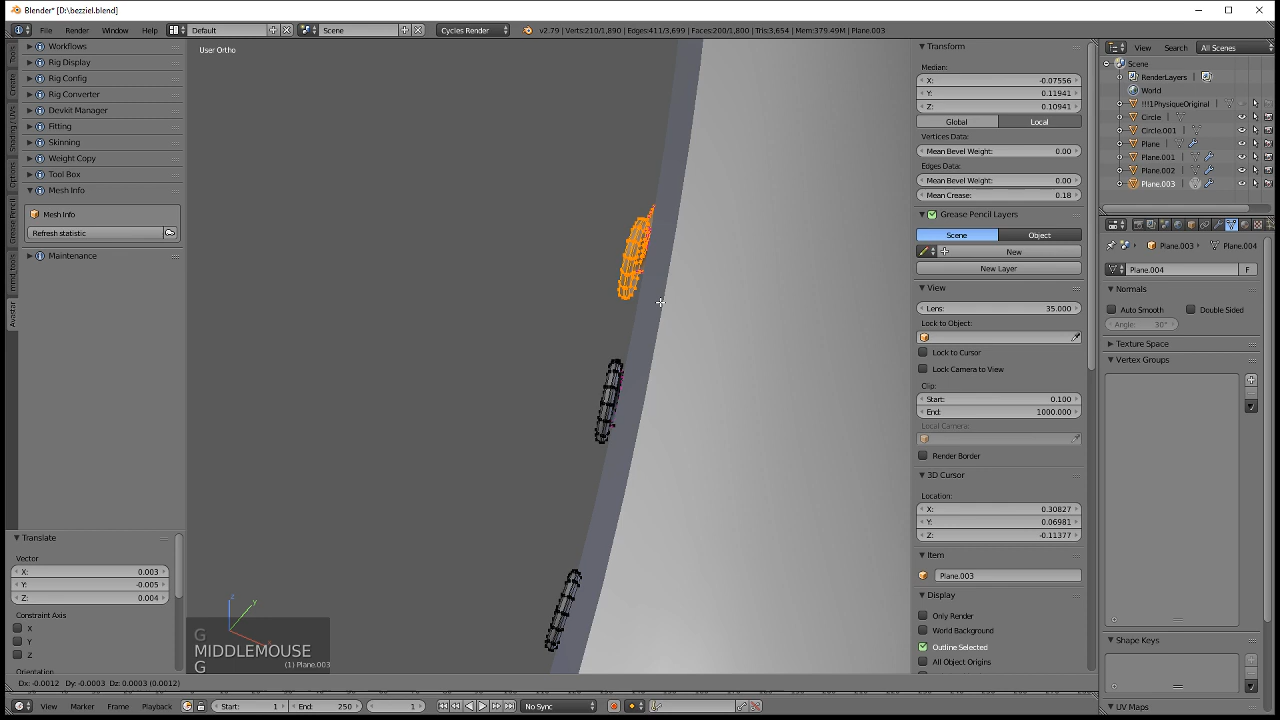 Blender* [D:\bezziel.blend]
File Render Window Help Default Scene Cycles Render v2.79 | Verts:210/1,890 | Edges:411/3,699 | Faces:200/1,800 | Tris:3,654 | Mem:379.49M | Plane.003
View Search All Scenes
Tools
Create
Shading / UVs
Options
Grease Pencil
Avastar
Workflows
Rig Display
Rig Config
Rig Converter
Devkit Manager
Fitting
Skinning
Weight Copy
Tool Box
Mesh Info
Mesh Info
Refresh statistic
Maintenance
Translate
Vector
X: 0.003
Y: -0.005
Z: 0.004
Constraint Axis
X
Y
Z
Orientation
User Ortho
z
y
G
MIDDLEMOUSE
G
(1) Plane.003
Transform
Median:
X: -0.07556
Y: 0.11941
Z: 0.10941
Global Local
Vertices Data:
Mean Bevel Weight: 0.00
Edges Data:
Mean Bevel Weight: 0.00
Mean Crease: 0.18
Grease Pencil Layers
Scene Object
New
New Layer
View
Lens: 35.000
Lock to Object:
Lock to Cursor
Lock Camera to View
Clip:
Start: 0.100
End: 1000.000
Local Camera:
Render Border
3D Cursor
Location:
X: 0.30827
Y: 0.06981
Z: -0.11377
Item
Plane.003
Display
Only Render
World Background
Outline Selected
All Object Origins
Scene
RenderLayers
World
!!!1PhysiqueOriginal
Circle
Circle.001
Plane
Plane.001
Plane.002
Plane.003
Plane.003 Plane.004
Plane.004 F
Normals
Auto Smooth Double Sided
Angle: 30°
Texture Space
Vertex Groups
Shape Keys
UV Maps
Dx: -0.0012 Dy: -0.0003 Dz: 0.0003 (0.0012)
View Marker Frame Playback Start: 1 End: 250 1 No Sync